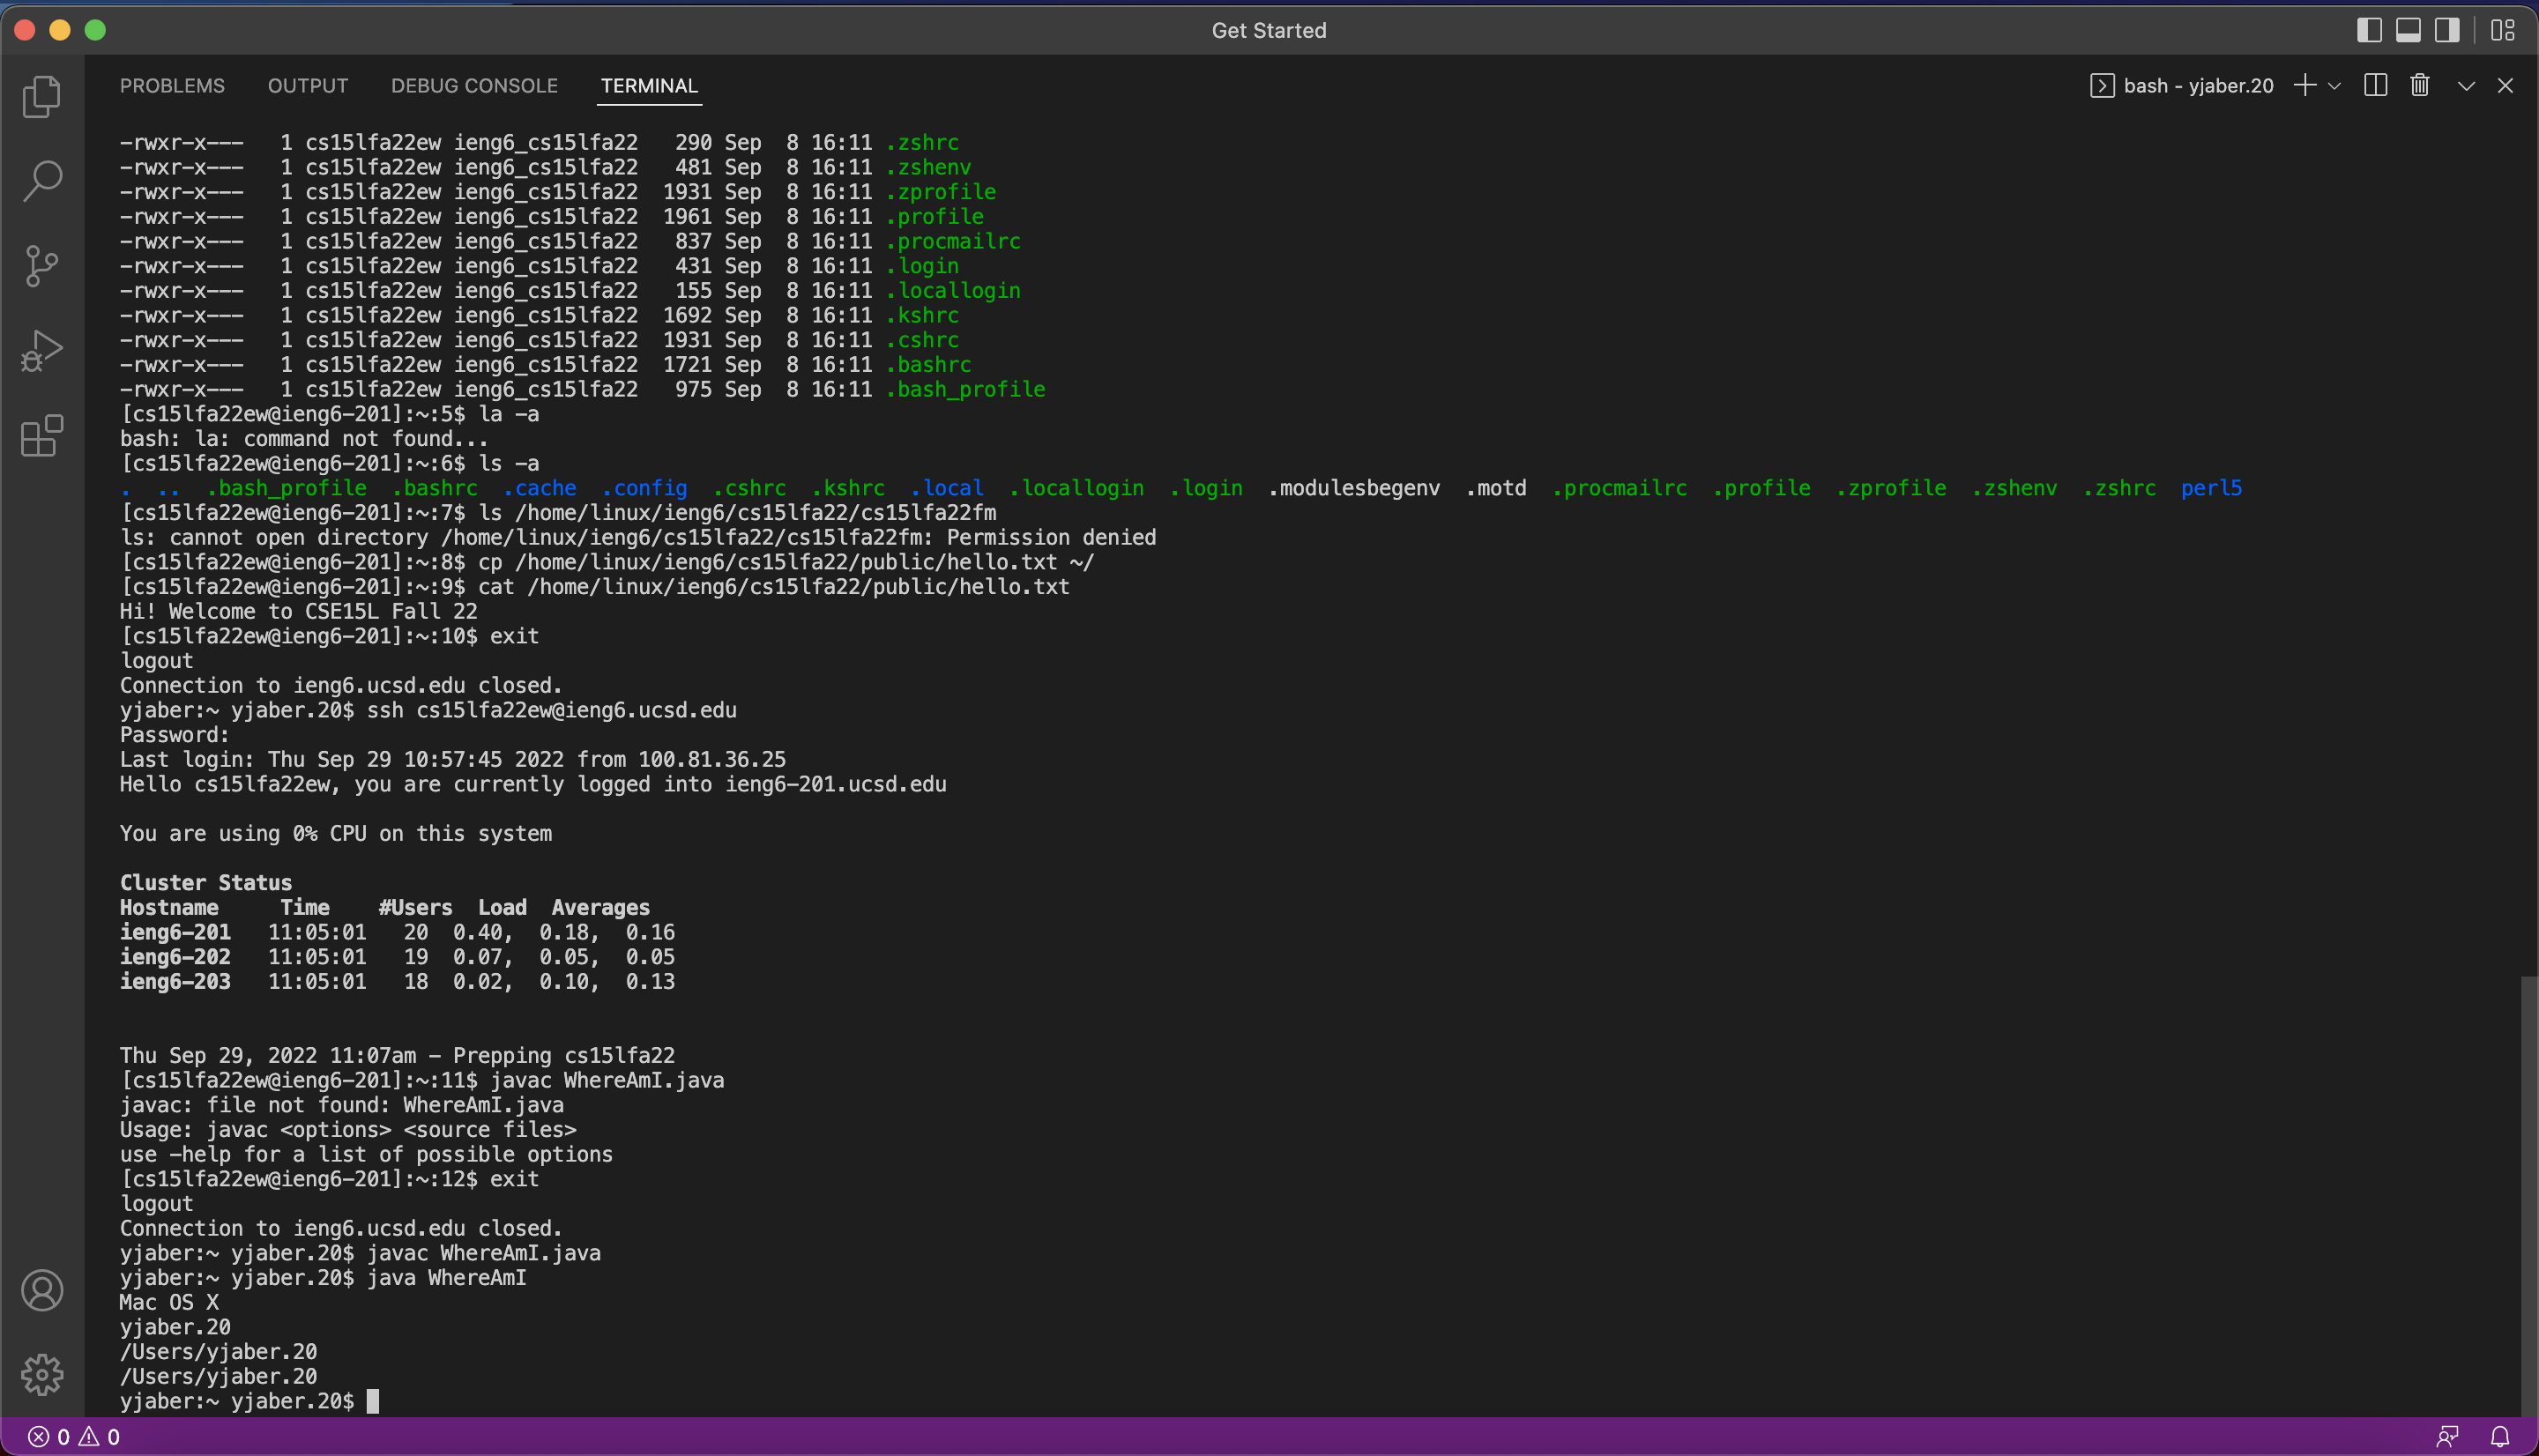 Get Started
PROBLEMS OUTPUT DEBUG CONSOLE TERMINAL bash - yjaber.20
-rwxr-x---   1 cs15lfa22ew ieng6_cs15lfa22   290 Sep  8 16:11 .zshrc
-rwxr-x---   1 cs15lfa22ew ieng6_cs15lfa22   481 Sep  8 16:11 .zshenv
-rwxr-x---   1 cs15lfa22ew ieng6_cs15lfa22  1931 Sep  8 16:11 .zprofile
-rwxr-x---   1 cs15lfa22ew ieng6_cs15lfa22  1961 Sep  8 16:11 .profile
-rwxr-x---   1 cs15lfa22ew ieng6_cs15lfa22   837 Sep  8 16:11 .procmailrc
-rwxr-x---   1 cs15lfa22ew ieng6_cs15lfa22   431 Sep  8 16:11 .login
-rwxr-x---   1 cs15lfa22ew ieng6_cs15lfa22   155 Sep  8 16:11 .locallogin
-rwxr-x---   1 cs15lfa22ew ieng6_cs15lfa22  1692 Sep  8 16:11 .kshrc
-rwxr-x---   1 cs15lfa22ew ieng6_cs15lfa22  1931 Sep  8 16:11 .cshrc
-rwxr-x---   1 cs15lfa22ew ieng6_cs15lfa22  1721 Sep  8 16:11 .bashrc
-rwxr-x---   1 cs15lfa22ew ieng6_cs15lfa22   975 Sep  8 16:11 .bash_profile
[cs15lfa22ew@ieng6-201]:~:5$ la -a
bash: la: command not found...
[cs15lfa22ew@ieng6-201]:~:6$ ls -a
.  ..  .bash_profile  .bashrc  .cache  .config  .cshrc  .kshrc  .local  .locallogin  .login  .modulesbegenv  .motd  .procmailrc  .profile  .zprofile  .zshenv  .zshrc  perl5
[cs15lfa22ew@ieng6-201]:~:7$ ls /home/linux/ieng6/cs15lfa22/cs15lfa22fm
ls: cannot open directory /home/linux/ieng6/cs15lfa22/cs15lfa22fm: Permission denied
[cs15lfa22ew@ieng6-201]:~:8$ cp /home/linux/ieng6/cs15lfa22/public/hello.txt ~/
[cs15lfa22ew@ieng6-201]:~:9$ cat /home/linux/ieng6/cs15lfa22/public/hello.txt
Hi! Welcome to CSE15L Fall 22
[cs15lfa22ew@ieng6-201]:~:10$ exit
logout
Connection to ieng6.ucsd.edu closed.
yjaber:~ yjaber.20$ ssh cs15lfa22ew@ieng6.ucsd.edu
Password:
Last login: Thu Sep 29 10:57:45 2022 from 100.81.36.25
Hello cs15lfa22ew, you are currently logged into ieng6-201.ucsd.edu
You are using 0% CPU on this system
Cluster Status
Hostname     Time    #Users  Load  Averages
ieng6-201   11:05:01   20  0.40,  0.18,  0.16
ieng6-202   11:05:01   19  0.07,  0.05,  0.05
ieng6-203   11:05:01   18  0.02,  0.10,  0.13
Thu Sep 29, 2022 11:07am - Prepping cs15lfa22
[cs15lfa22ew@ieng6-201]:~:11$ javac WhereAmI.java
javac: file not found: WhereAmI.java
Usage: javac <options> <source files>
use -help for a list of possible options
[cs15lfa22ew@ieng6-201]:~:12$ exit
logout
Connection to ieng6.ucsd.edu closed.
yjaber:~ yjaber.20$ javac WhereAmI.java
yjaber:~ yjaber.20$ java WhereAmI
Mac OS X
yjaber.20
/Users/yjaber.20
/Users/yjaber.20
yjaber:~ yjaber.20$
0 0